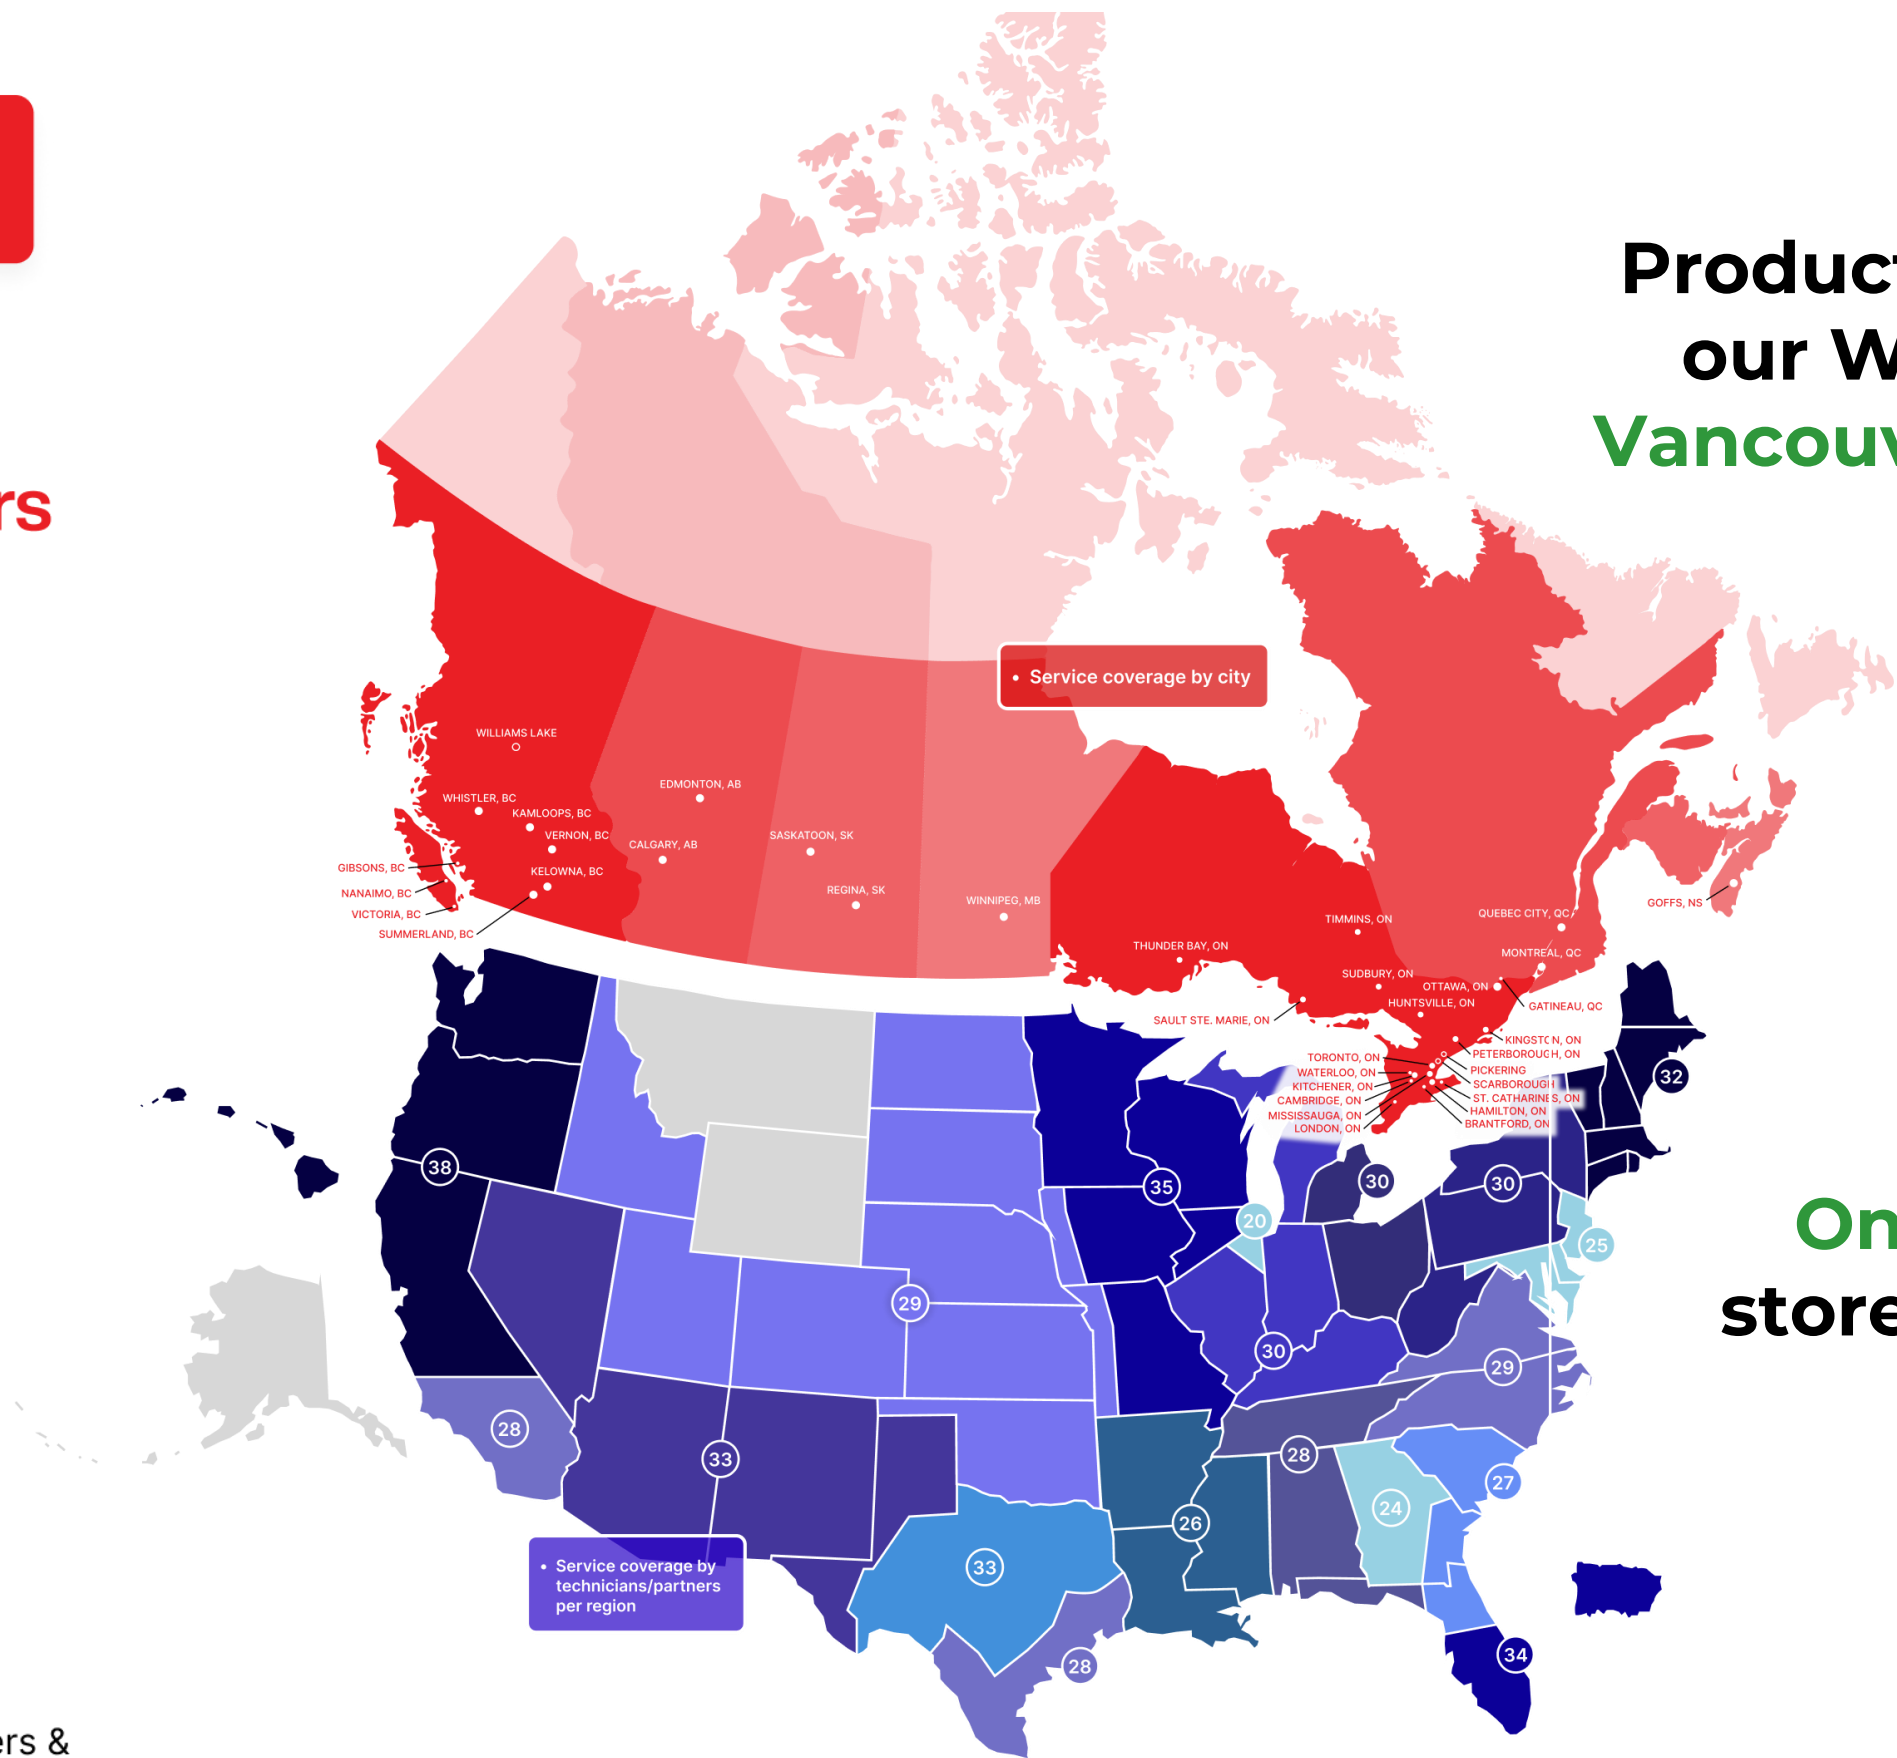 rs
ers &
Product
our W
Vancouv
On
store
Service coverage by city
WILLIAMS LAKE
WHISTLER, BC
KAMLOOPS, BC
VERNON, BC
KELOWNA, BC
GIBSONS, BC
NANAIMO, BC
VICTORIA, BC
SUMMERLAND, BC
EDMONTON, AB
CALGARY, AB
SASKATOON, SK
REGINA, SK
WINNIPEG, MB
THUNDER BAY, ON
TIMMINS, ON
SUDBURY, ON
SAULT STE. MARIE, ON
HUNTSVILLE, ON
OTTAWA, ON
QUEBEC CITY, QC
MONTREAL, QC
GATINEAU, QC
GOFFS, NS
KINGSTON, ON
PETERBOROUGH, ON
PICKERING
SCARBOROUGH
ST. CATHARINES, ON
HAMILTON, ON
BRANTFORD, ON
TORONTO, ON
WATERLOO, ON
KITCHENER, ON
CAMBRIDGE, ON
MISSISSAUGA, ON
LONDON, ON
38
28
33
29
35
20
30
30
30
32
25
29
28
27
24
26
33
28
34
Service coverage by
technicians/partners
per region